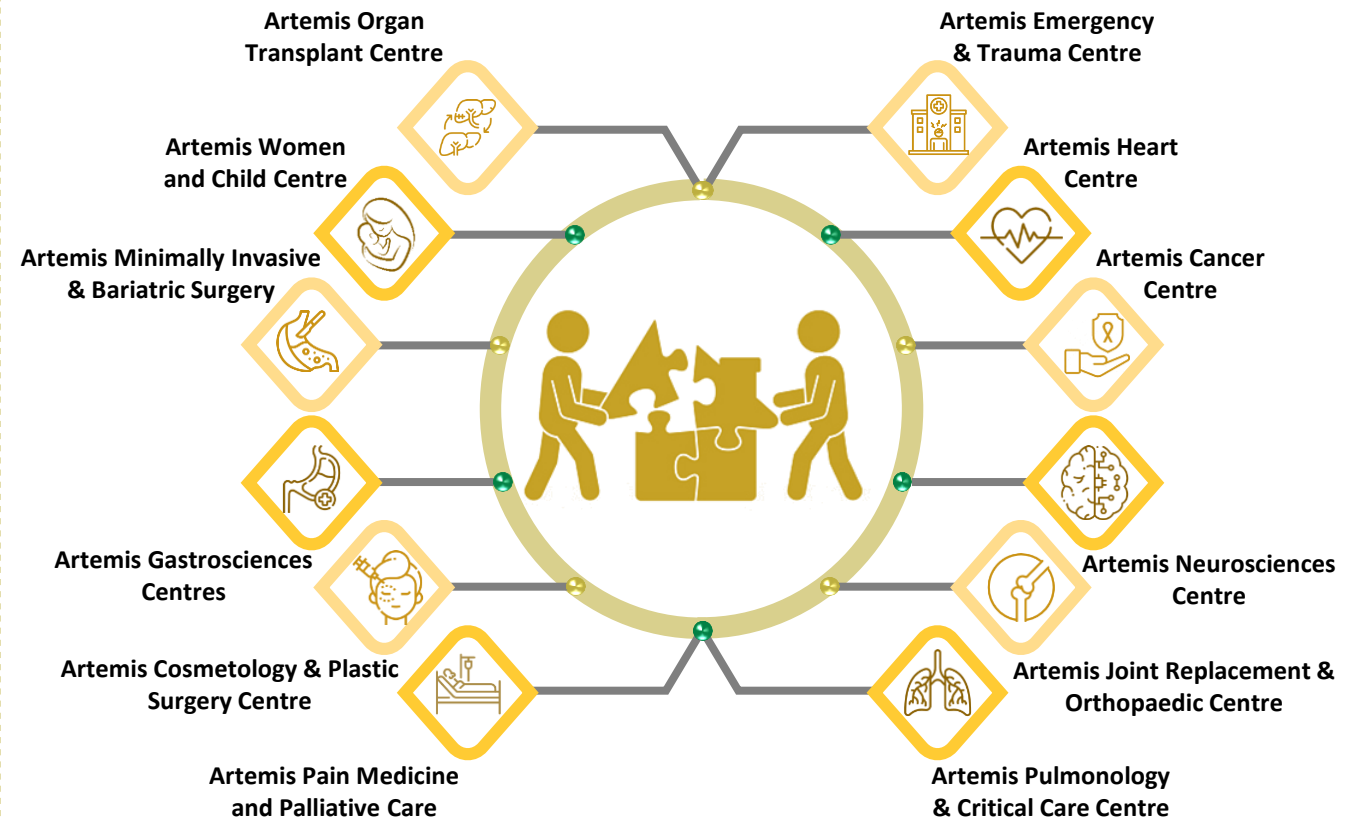 Artemis Organ
Transplant Centre
Artemis Emergency
& Trauma Centre
Artemis Women
and Child Centre
Artemis Heart
Centre
Artemis Minimally Invasive
& Bariatric Surgery
Artemis Cancer
Centre
Artemis Gastrosciences
Centres
Artemis Neurosciences
Centre
Artemis Cosmetology & Plastic
Surgery Centre
Artemis Joint Replacement &
Orthopaedic Centre
Artemis Pain Medicine
and Palliative Care
Artemis Pulmonology
& Critical Care Centre